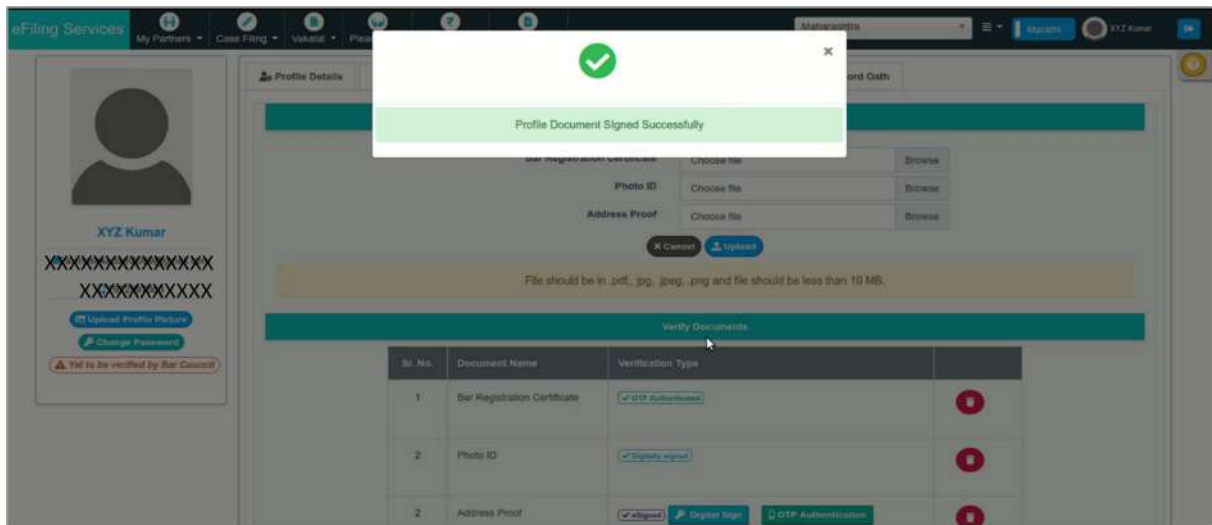 eFiling Services
My Partners
Case Filing
Vakalat
Maharashtra
Marathi
XYZ Kumar
×
Profile Document Signed Successfully
Profile Details
ord Oath
Bar Registration Certificate Choose file Browse
Photo ID Choose file Browse
Address Proof Choose file Browse
Cancel Upload
File should be in .pdf, .jpg, .jpeg, .png and file should be less than 10 MB.
XYZ Kumar
XXXXXXXXXXXXXX
XXXXXXXXXXX
Upload Profile Picture
Change Password
Yet to be verified by Bar Council
Verify Documents
Sr. No. Document Name Verification Type
1 Bar Registration Certificate OTP Authenticated
2 Photo ID Digitally signed
2 Address Proof eSigned Digital Sign OTP Authentication